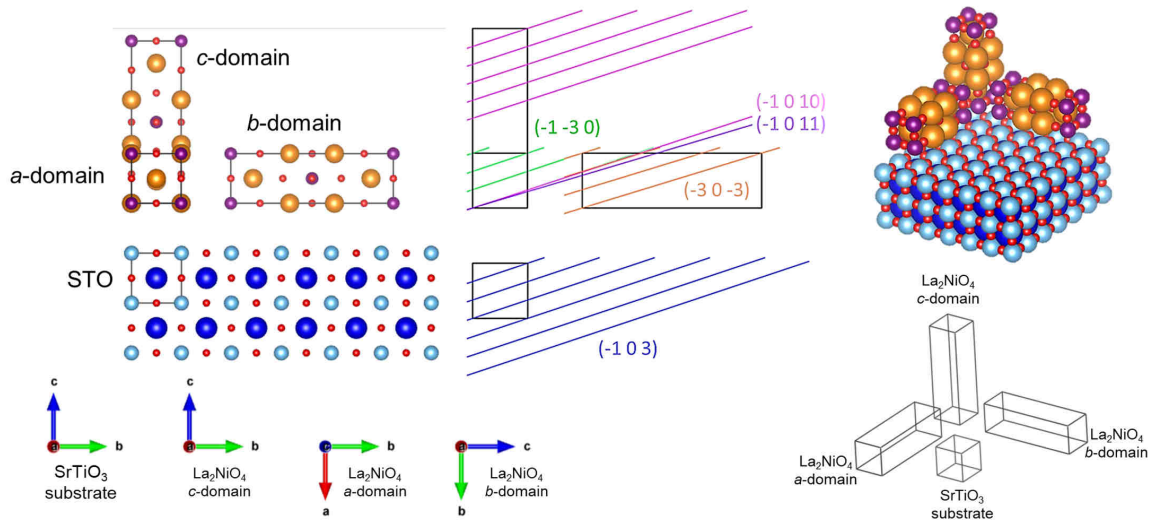 c-domain
b-domain
a-domain
STO
(-1 0 10)
(-1 0 11)
(-1 -3 0)
(-3 0 -3)
(-1 0 3)
c
a
b
SrTiO₃
substrate
c
a
b
La₂NiO₄
c-domain
c
b
a
La₂NiO₄
a-domain
a
c
b
La₂NiO₄
b-domain
La₂NiO₄
c-domain
La₂NiO₄
a-domain
La₂NiO₄
b-domain
SrTiO₃
substrate